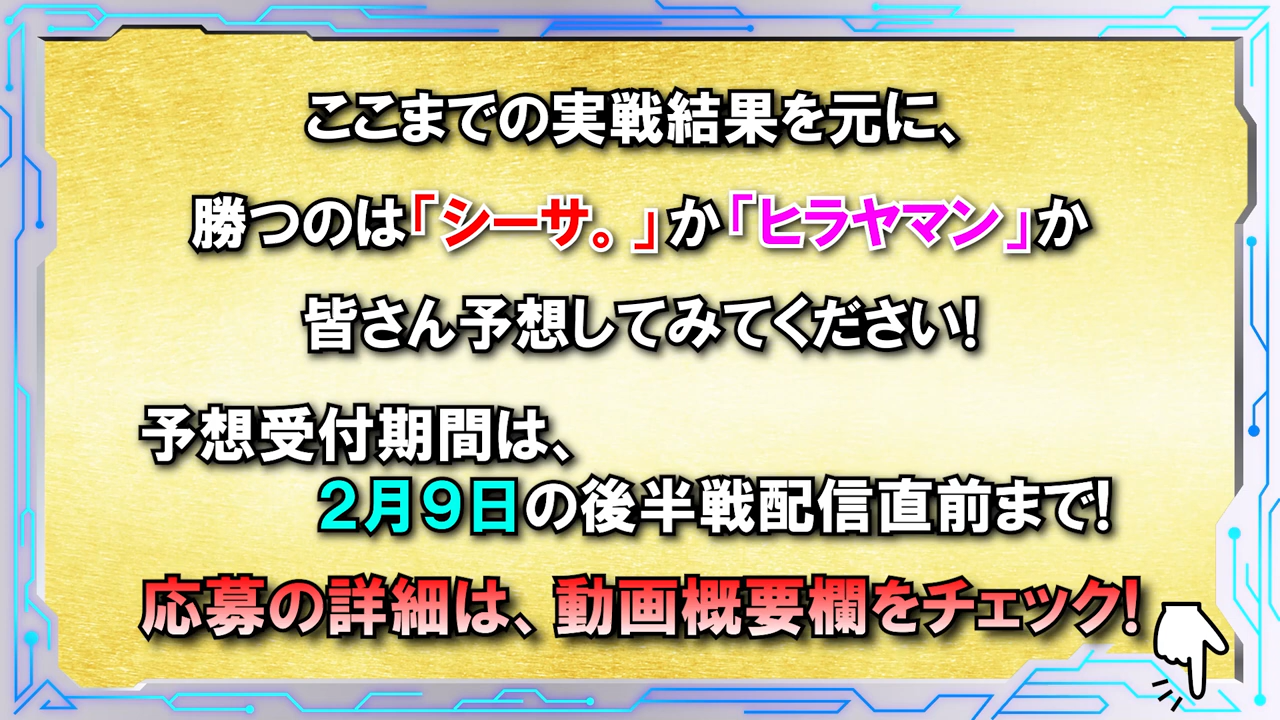 ここまでの実戦結果を元に、
勝つのは「シーサ。」か「ヒラヤマン」か
皆さん予想してみてください！
予想受付期間は、
２月９日の後半戦配信直前まで！
応募の詳細は、動画概要欄をチェック！